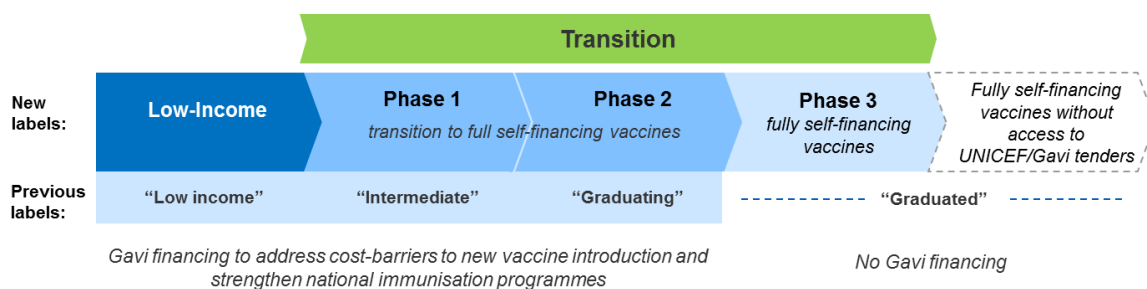 Transition
New
labels:
Low-Income
Phase 1
Phase 2
transition to full self-financing vaccines
Phase 3
fully self-financing
vaccines
Fully self-financing
vaccines without
access to
UNICEF/Gavi tenders
Previous
labels:
“Low income”
“Intermediate”
“Graduating”
“Graduated”
Gavi financing to address cost-barriers to new vaccine introduction and
strengthen national immunisation programmes
No Gavi financing